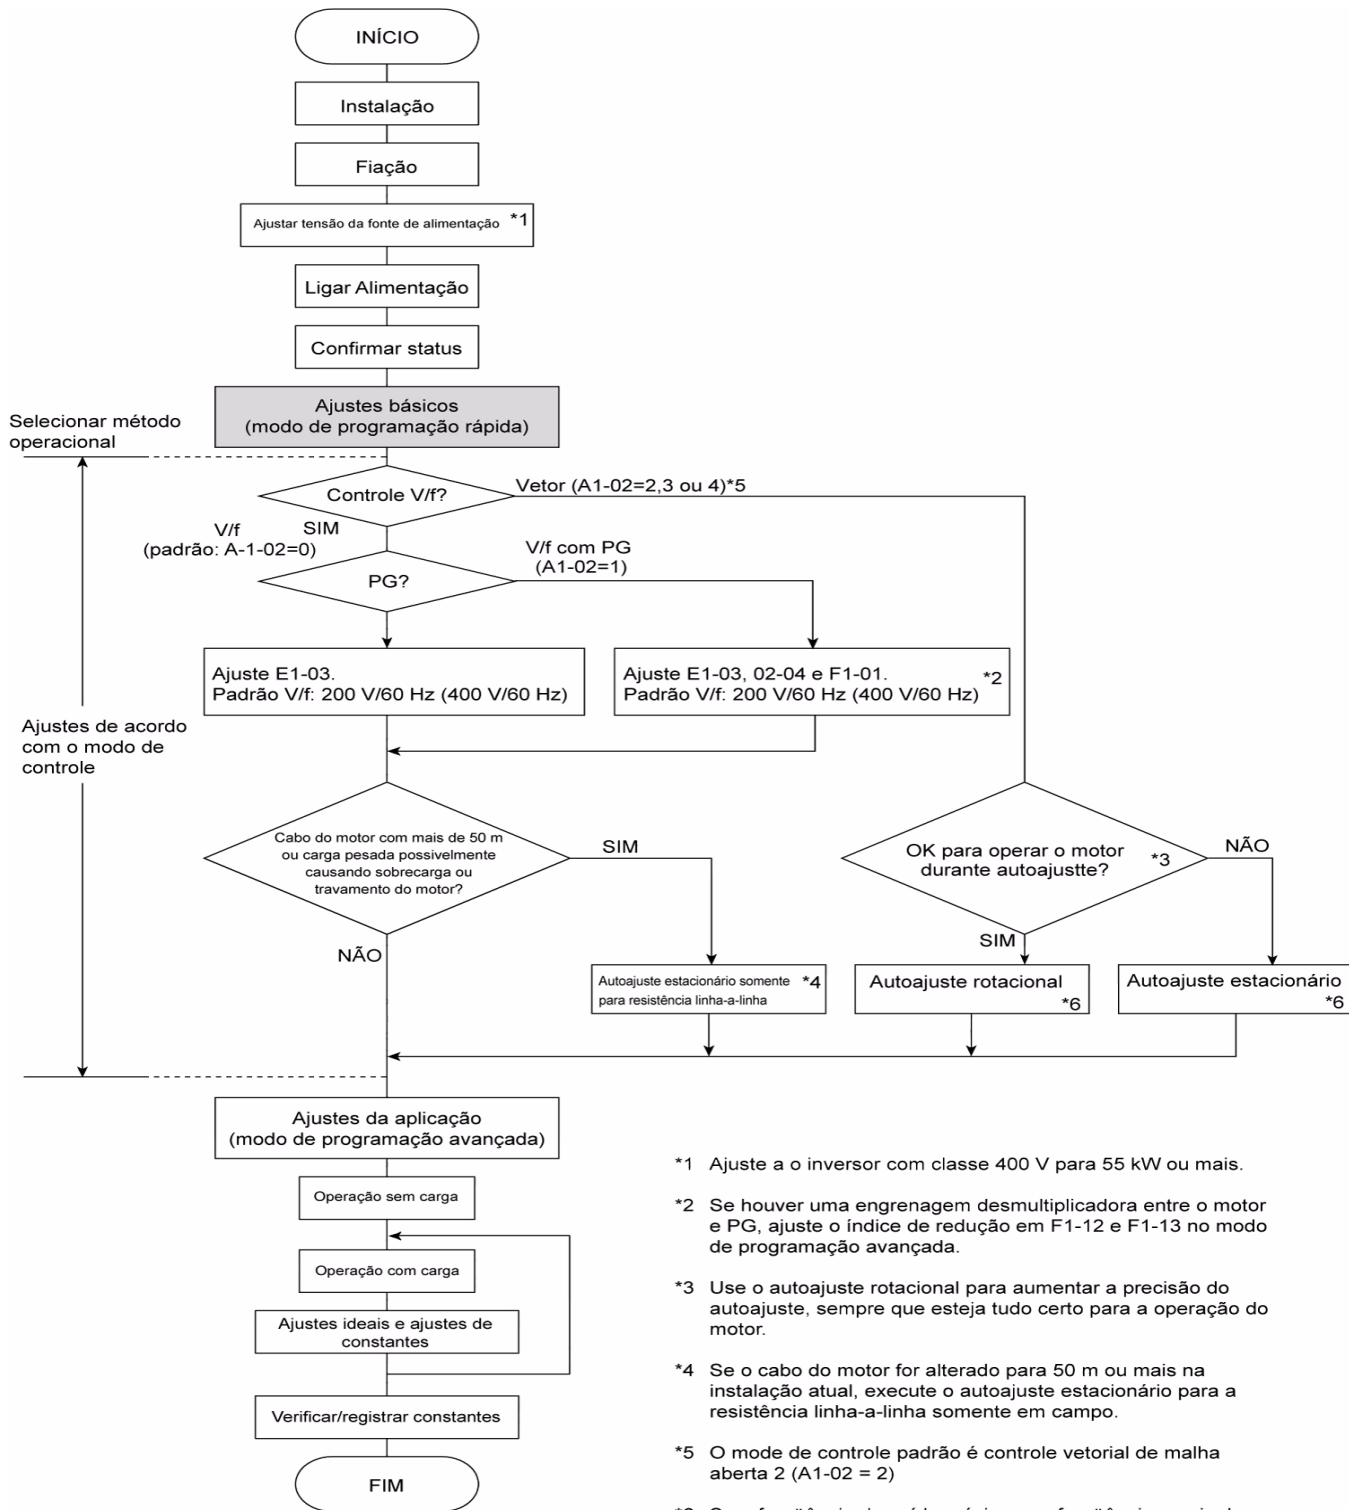 INÍCIO
Instalação
Fiação
Ajustar tensão da fonte de alimentação *1
Ligar Alimentação
Confirmar status
Ajustes básicos
(modo de programação rápida)
Selecionar método
operacional
Controle V/f?
Vetor (A1-02=2,3 ou 4)*5
V/f
(padrão: A-1-02=0)
SIM
V/f com PG
(A1-02=1)
PG?
Ajuste E1-03.
Padrão V/f: 200 V/60 Hz (400 V/60 Hz)
Ajuste E1-03, 02-04 e F1-01.
Padrão V/f: 200 V/60 Hz (400 V/60 Hz) *2
Ajustes de acordo
com o modo de
controle
Cabo do motor com mais de 50 m
ou carga pesada possivelmente
causando sobrecarga ou
travamento do motor?
SIM
NÃO
OK para operar o motor
durante autoajustte? *3
NÃO
SIM
Autoajuste estacionário somente *4
para resistência linha-a-linha
Autoajuste rotacional
*6
Autoajuste estacionário
*6
Ajustes da aplicação
(modo de programação avançada)
Operação sem carga
Operação com carga
Ajustes ideais e ajustes de
constantes
Verificar/registrar constantes
FIM
*1 Ajuste a o inversor com classe 400 V para 55 kW ou mais.
*2 Se houver uma engrenagem desmultiplicadora entre o motor
e PG, ajuste o índice de redução em F1-12 e F1-13 no modo
de programação avançada.
*3 Use o autoajuste rotacional para aumentar a precisão do
autoajuste, sempre que esteja tudo certo para a operação do
motor.
*4 Se o cabo do motor for alterado para 50 m ou mais na
instalação atual, execute o autoajuste estacionário para a
resistência linha-a-linha somente em campo.
*5 O mode de controle padrão é controle vetorial de malha
aberta 2 (A1-02 = 2)